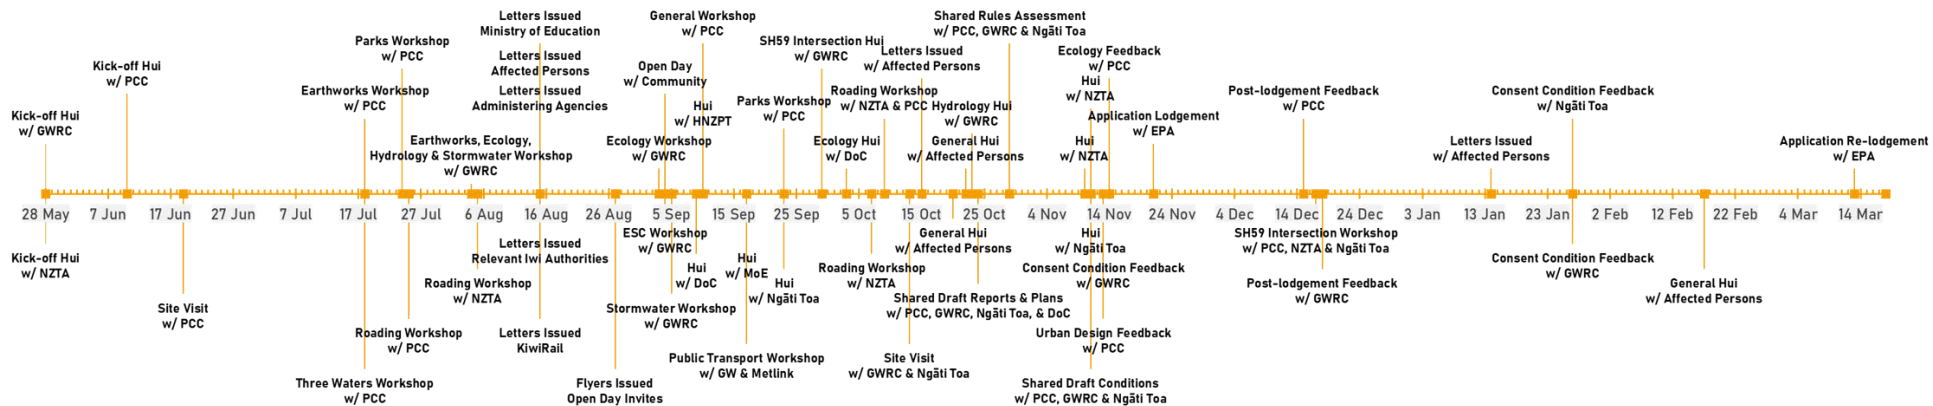 Kick-off Hui
w/ GWRC
Kick-off Hui
w/ PCC
Earthworks Workshop
w/ PCC
Parks Workshop
w/ PCC
Earthworks, Ecology,
Hydrology & Stormwater Workshop
w/ GWRC
Letters Issued
Ministry of Education
Letters Issued
Affected Persons
Letters Issued
Administering Agencies
Ecology Workshop
w/ GWRC
Open Day
w/ Community
General Workshop
w/ PCC
Hui
w/ HNZPT
Parks Workshop
w/ PCC
SH59 Intersection Hui
w/ GWRC
Ecology Hui
w/ DoC
Roading Workshop
w/ NZTA & PCC
Letters Issued
w/ Affected Persons
General Hui
w/ Affected Persons
Hydrology Hui
w/ GWRC
Shared Rules Assessment
w/ PCC, GWRC & Ngāti Toa
Hui
w/ NZTA
Hui
w/ NZTA
Ecology Feedback
w/ PCC
Application Lodgement
w/ EPA
Post-lodgement Feedback
w/ PCC
Letters Issued
w/ Affected Persons
Consent Condition Feedback
w/ Ngāti Toa
Application Re-lodgement
w/ EPA
28 May 7 Jun 17 Jun 27 Jun 7 Jul 17 Jul 27 Jul 6 Aug 16 Aug 26 Aug 5 Sep 15 Sep 25 Sep 5 Oct 15 Oct 25 Oct 4 Nov 14 Nov 24 Nov 4 Dec 14 Dec 24 Dec 3 Jan 13 Jan 23 Jan 2 Feb 12 Feb 22 Feb 4 Mar 14 Mar
Kick-off Hui
w/ NZTA
Site Visit
w/ PCC
Three Waters Workshop
w/ PCC
Roading Workshop
w/ PCC
Roading Workshop
w/ NZTA
Letters Issued
Relevant Iwi Authorities
Letters Issued
KiwiRail
Flyers Issued
Open Day Invites
ESC Workshop
w/ GWRC
Stormwater Workshop
w/ GWRC
Hui
w/ DoC
Hui
w/ MoE
Public Transport Workshop
w/ GW & Metlink
Hui
w/ Ngāti Toa
Roading Workshop
w/ NZTA
Site Visit
w/ GWRC & Ngāti Toa
General Hui
w/ Affected Persons
Shared Draft Reports & Plans
w/ PCC, GWRC, Ngāti Toa, & DoC
Hui
w/ Ngāti Toa
Consent Condition Feedback
w/ GWRC
Urban Design Feedback
w/ PCC
Shared Draft Conditions
w/ PCC, GWRC & Ngāti Toa
SH59 Intersection Workshop
w/ PCC, NZTA & Ngāti Toa
Post-lodgement Feedback
w/ GWRC
Consent Condition Feedback
w/ GWRC
General Hui
w/ Affected Persons